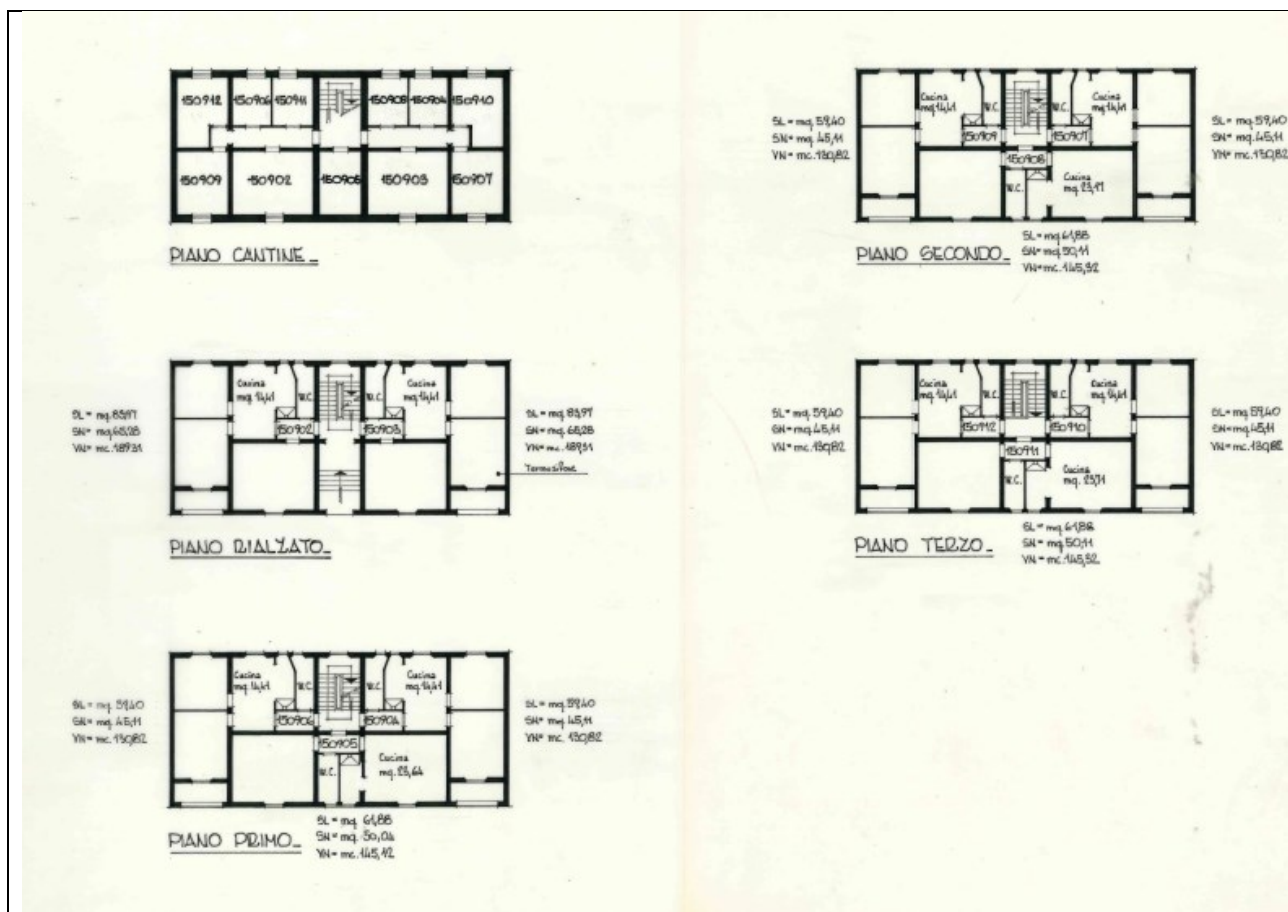 150912 150906 150911 150905 150904 150910
150909 150902 150908 150903 150907
PIANO CANTINE_
Cucina
mq. 14,41
W.C.
W.C.
Cucina
mq. 14,41
150902
150903
SL = mq. 83,97
SN = mq. 65,28
VN = mc. 189,31
SL = mq. 83,97
SN = mq. 65,28
VN = mc. 189,31
Termosifone
PIANO RIALZATO_
Cucina
mq. 14,41
W.C.
W.C.
Cucina
mq. 14,41
150906
150904
150905
W.C.
Cucina
mq. 23,64
SL = mq. 59,40
SN = mq. 45,11
VN = mc. 130,82
SL = mq. 59,40
SN = mq. 45,11
VN = mc. 130,82
PIANO PRIMO_
SL = mq. 61,88
SN = mq. 50,04
VN = mc. 145,12
Cucina
mq. 14,41
W.C.
W.C.
Cucina
mq. 14,41
150909
150907
150908
W.C.
Cucina
SL = mq. 59,40
SN = mq. 45,11
VN = mc. 130,82
SL = mq. 59,40
SN = mq. 45,11
VN = mc. 130,82
PIANO SECONDO_
SL = mq. 61,88
SN = mq. 50,11
VN = mc. 145,32
Cucina
mq. 14,41
W.C.
W.C.
Cucina
mq. 14,41
150912
150910
150911
W.C.
Cucina
mq. 23,71
SL = mq. 59,40
SN = mq. 45,11
VN = mc. 130,82
SL = mq. 59,40
SN = mq. 45,11
VN = mc. 130,82
PIANO TERZO_
SL = mq. 61,88
SN = mq. 50,11
VN = mc. 145,32